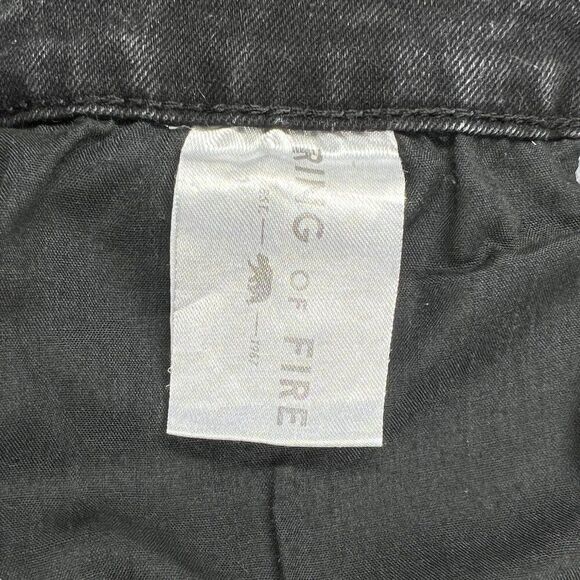 RING OF FIRE
EST. — 1967